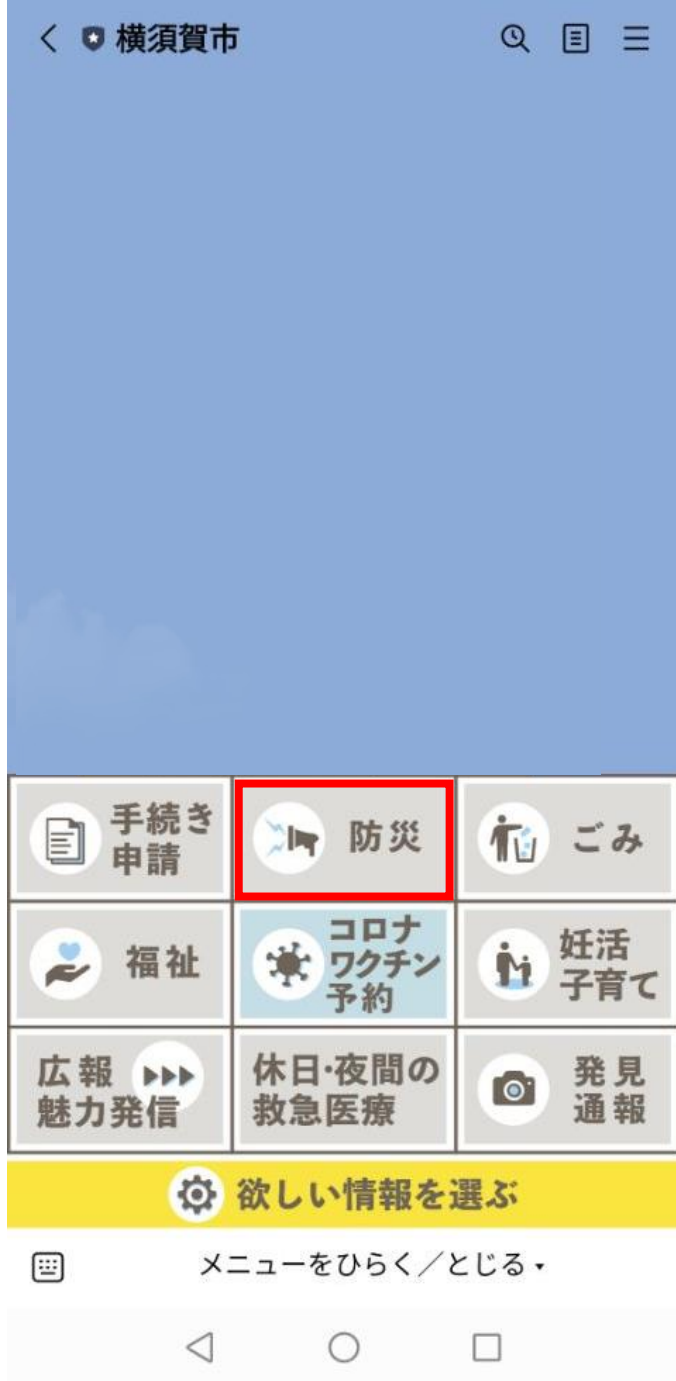 横須賀市
手続き
申請
防災
ごみ
福祉
コロナ
ワクチン
予約
妊活
子育て
広報
魅力発信
休日・夜間の
救急医療
発見
通報
欲しい情報を選ぶ
メニューをひらく／とじる▾